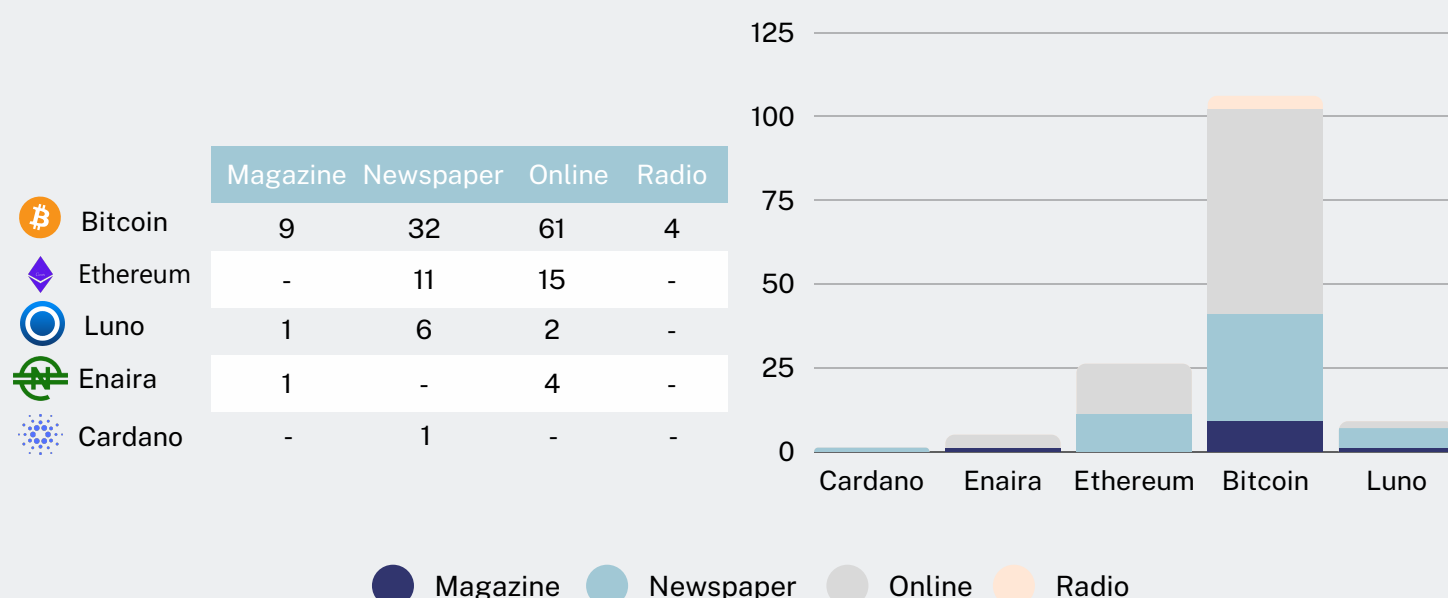 Magazine Newspaper Online Radio
Bitcoin 9 32 61 4
Ethereum - 11 15 -
Luno 1 6 2 -
Enaira 1 - 4 -
Cardano - 1 - -
125
100
75
50
25
0
Cardano Enaira Ethereum Bitcoin Luno
Magazine Newspaper Online Radio